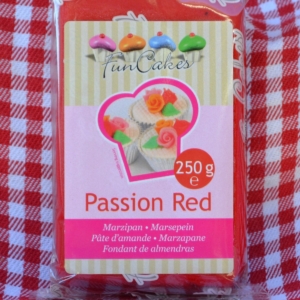 FunCakes
250 g
e
Passion Red
Marzipan • Marsepein
Pâte d'amande • Marzapane
Fondant de almendras